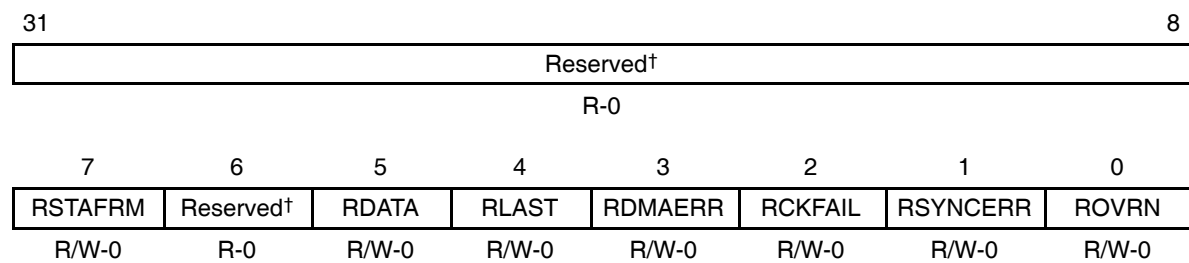 31 8
Reserved†
R-0
7 6 5 4 3 2 1 0
RSTAFRM Reserved† RDATA RLAST RDMAERR RCKFAIL RSYNCERR ROVRN
R/W-0 R-0 R/W-0 R/W-0 R/W-0 R/W-0 R/W-0 R/W-0